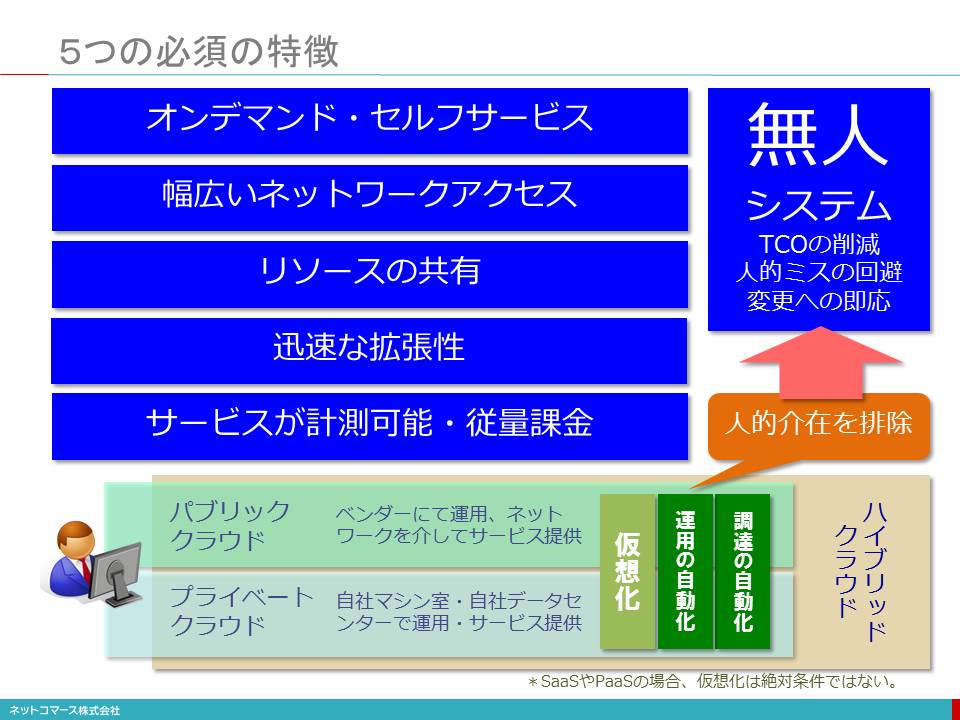 5つの必須の特徴
オンデマンド・セルフサービス
幅広いネットワークアクセス
リソースの共有
迅速な拡張性
サービスが計測可能・従量課金
無人
システム
TCOの削減
人的ミスの回避
変更への即応
人的介在を排除
パブリック
クラウド
ベンダーにて運用、ネット
ワークを介してサービス提供
プライベート
クラウド
自社マシン室・自社データセ
ンターで運用・サービス提供
仮想化
運用の自動化
調達の自動化
ハイブリッド
クラウド
＊SaaSやPaaSの場合、仮想化は絶対条件ではない。
ネットコマース株式会社